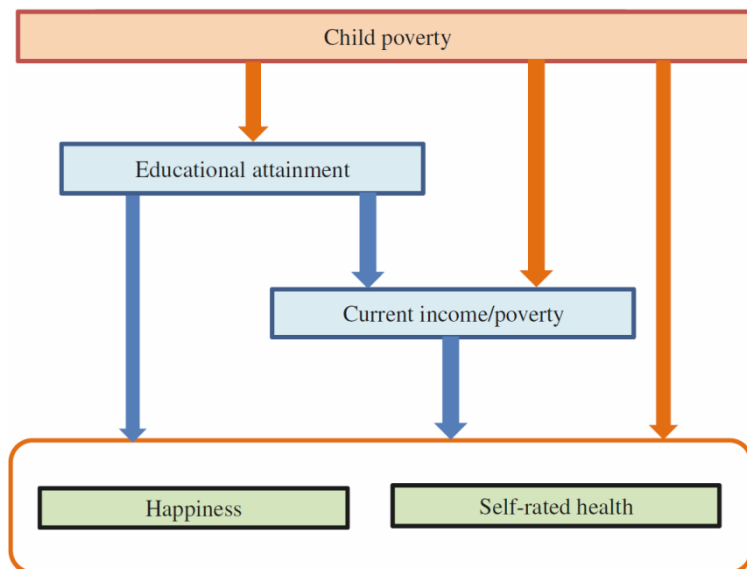 Child poverty
Educational attainment
Current income/poverty
Happiness
Self-rated health